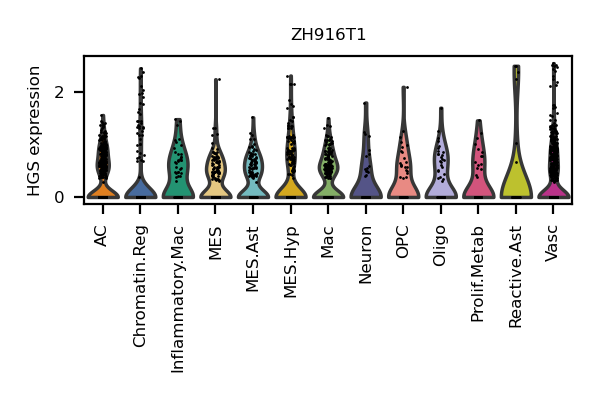 ZH916T1
HGS expression
2
0
AC
Chromatin.Reg
Inflammatory.Mac
MES
MES.Ast
MES.Hyp
Mac
Neuron
OPC
Oligo
Prolif.Metab
Reactive.Ast
Vasc